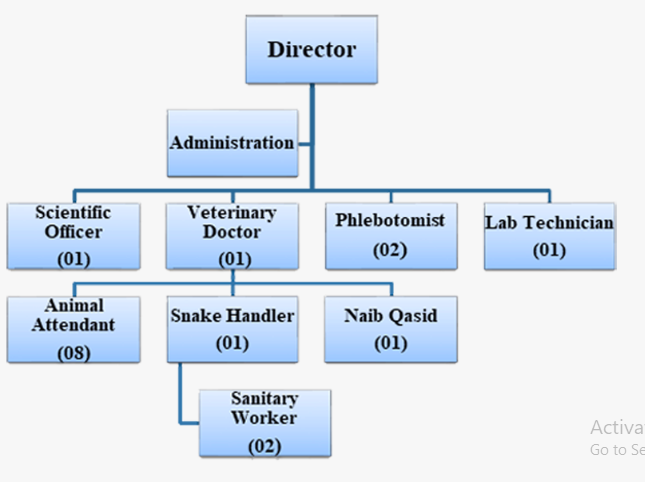 Director
Administration
Scientific
Officer
(01)
Veterinary
Doctor
(01)
Phlebotomist
(02)
Lab Technician
(01)
Animal
Attendant
(08)
Snake Handler
(01)
Naib Qasid
(01)
Sanitary
Worker
(02)
Activa
Go to Se